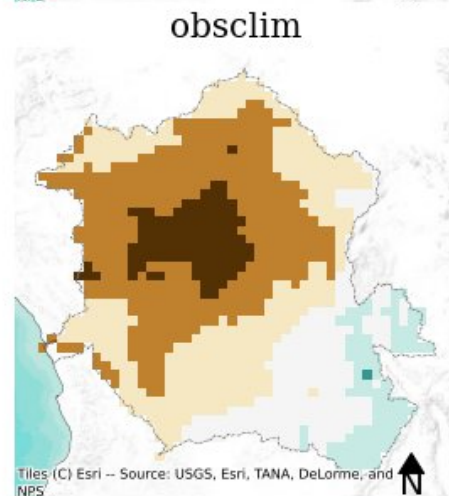 obsclim
Tiles (C) Esri -- Source: USGS, Esri, TANA, DeLorme, and
NPS
N